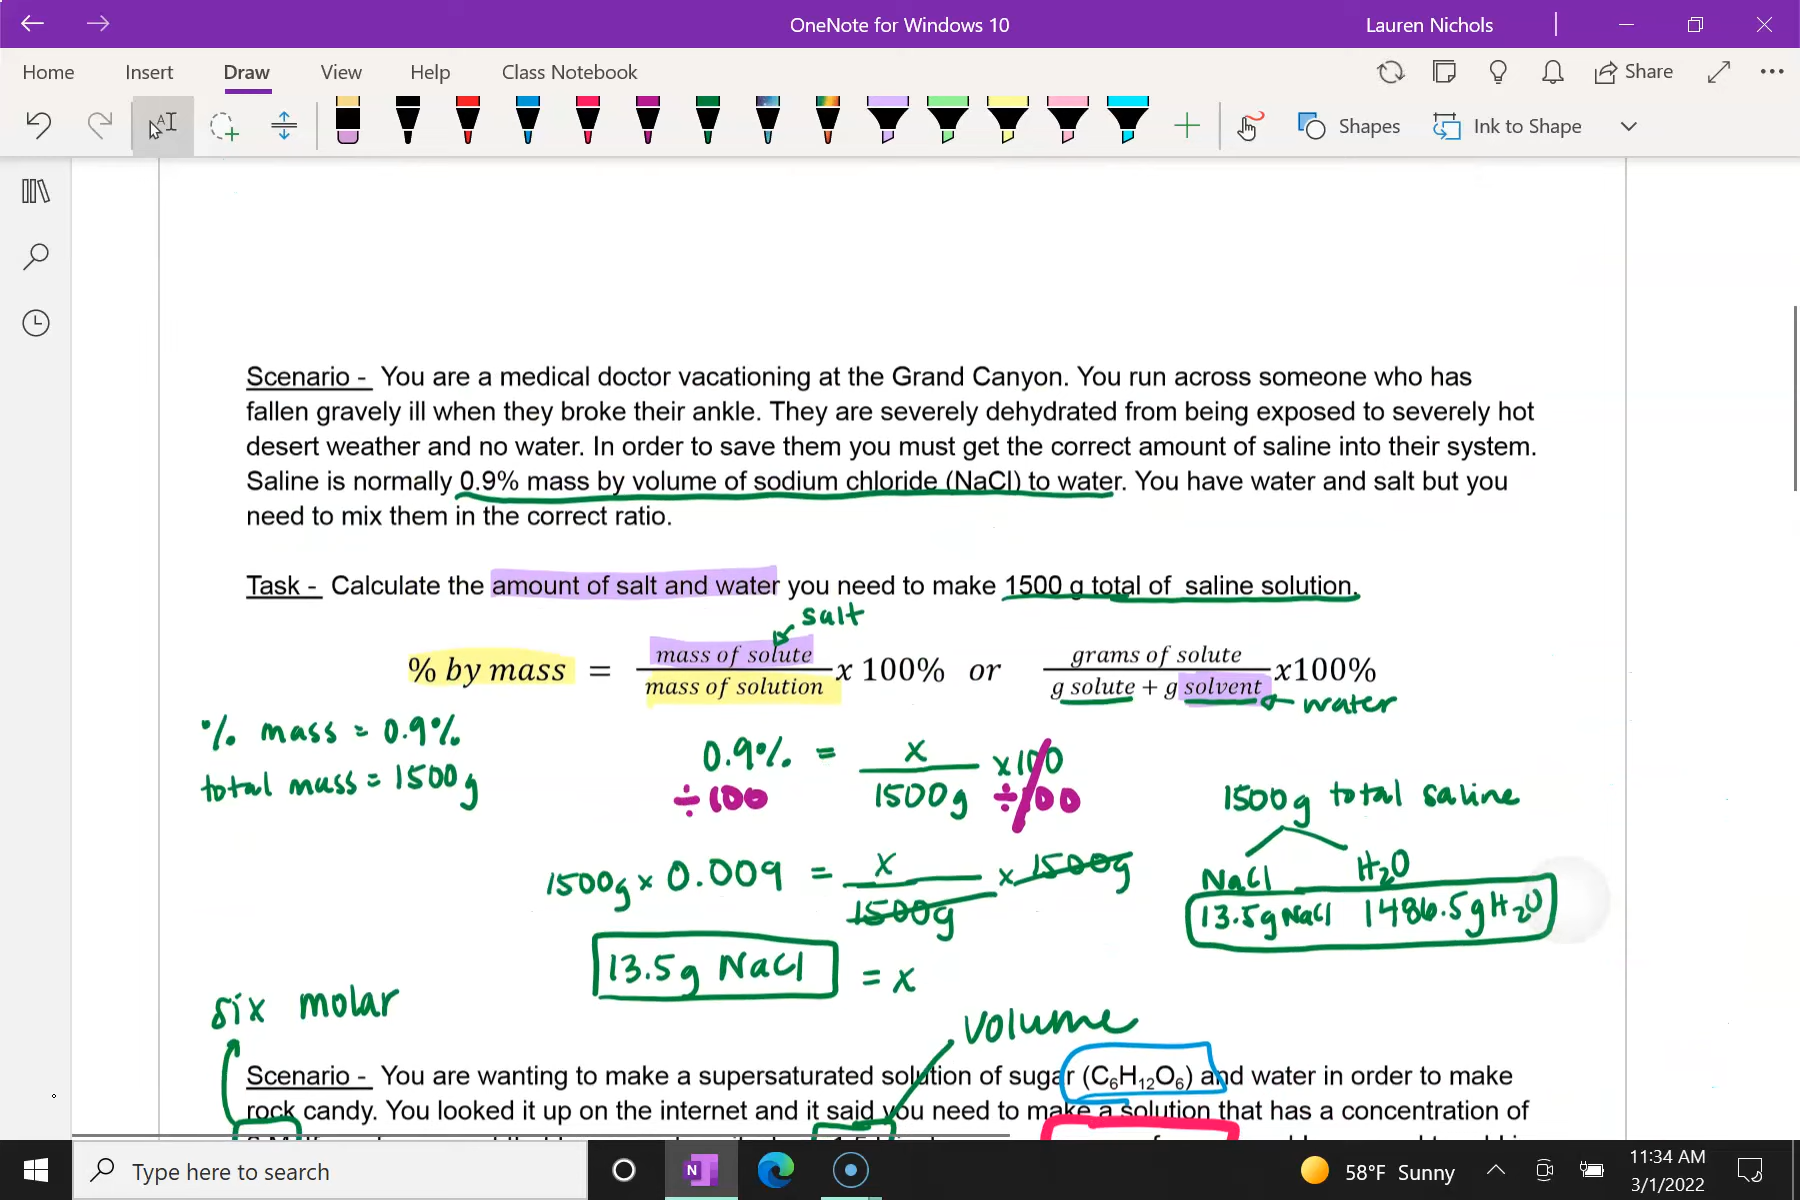 OneNote for Windows 10
Lauren Nichols
Home Insert Draw View Help Class Notebook
Share
Shapes
Ink to Shape
Scenario - You are a medical doctor vacationing at the Grand Canyon. You run across someone who has
fallen gravely ill when they broke their ankle. They are severely dehydrated from being exposed to severely hot
desert weather and no water. In order to save them you must get the correct amount of saline into their system.
Saline is normally 0.9% mass by volume of sodium chloride (NaCl) to water. You have water and salt but you
need to mix them in the correct ratio.
Task - Calculate the amount of salt and water you need to make 1500 g total of saline solution.
salt
% by mass = mass of solute / mass of solution x 100% or grams of solute / g solute + g solvent x100%
water
% mass = 0.9%
total mass = 1500g
0.9% = x / 1500g x100
÷100 ÷100
1500g total saline
1500g x 0.009 = x / 1500g x 1500g
NaCl H₂O
13.5g NaCl 1486.5g H₂O
13.5g NaCl = x
six molar
volume
Scenario - You are wanting to make a supersaturated solution of sugar (C₆H₁₂O₆) and water in order to make
rock candy. You looked it up on the internet and it said you need to make a solution that has a concentration of
Type here to search
58°F Sunny
11:34 AM
3/1/2022